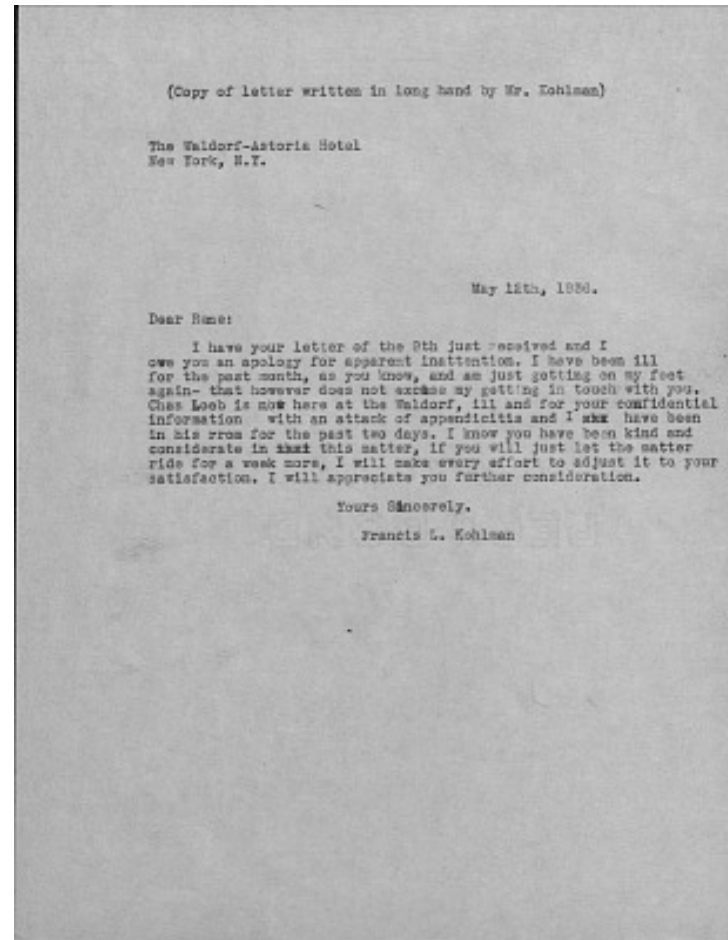 (Copy of letter written in long hand by Mr. Kohlman)
The Waldorf-Astoria Hotel
New York, N.Y.
May 12th, 1936.
Dear Rene:
I have your letter of the 9th just received and I
owe you an apology for apparent inattention. I have been ill
for the past month, as you know, and am just getting on my feet
again- that however does not excuse my getting in touch with you.
Chas Loeb is now here at the Waldorf, ill and for your confidential
information with an attack of appendicitis and I have been
in his rrom for the past two days. I know you have been kind and
considerate in this matter, if you will just let the matter
ride for a week more, I will make every effort to adjust it to your
satisfaction. I will appreciate you further consideration.
Yours Sincerely.
Francis L. Kohlman